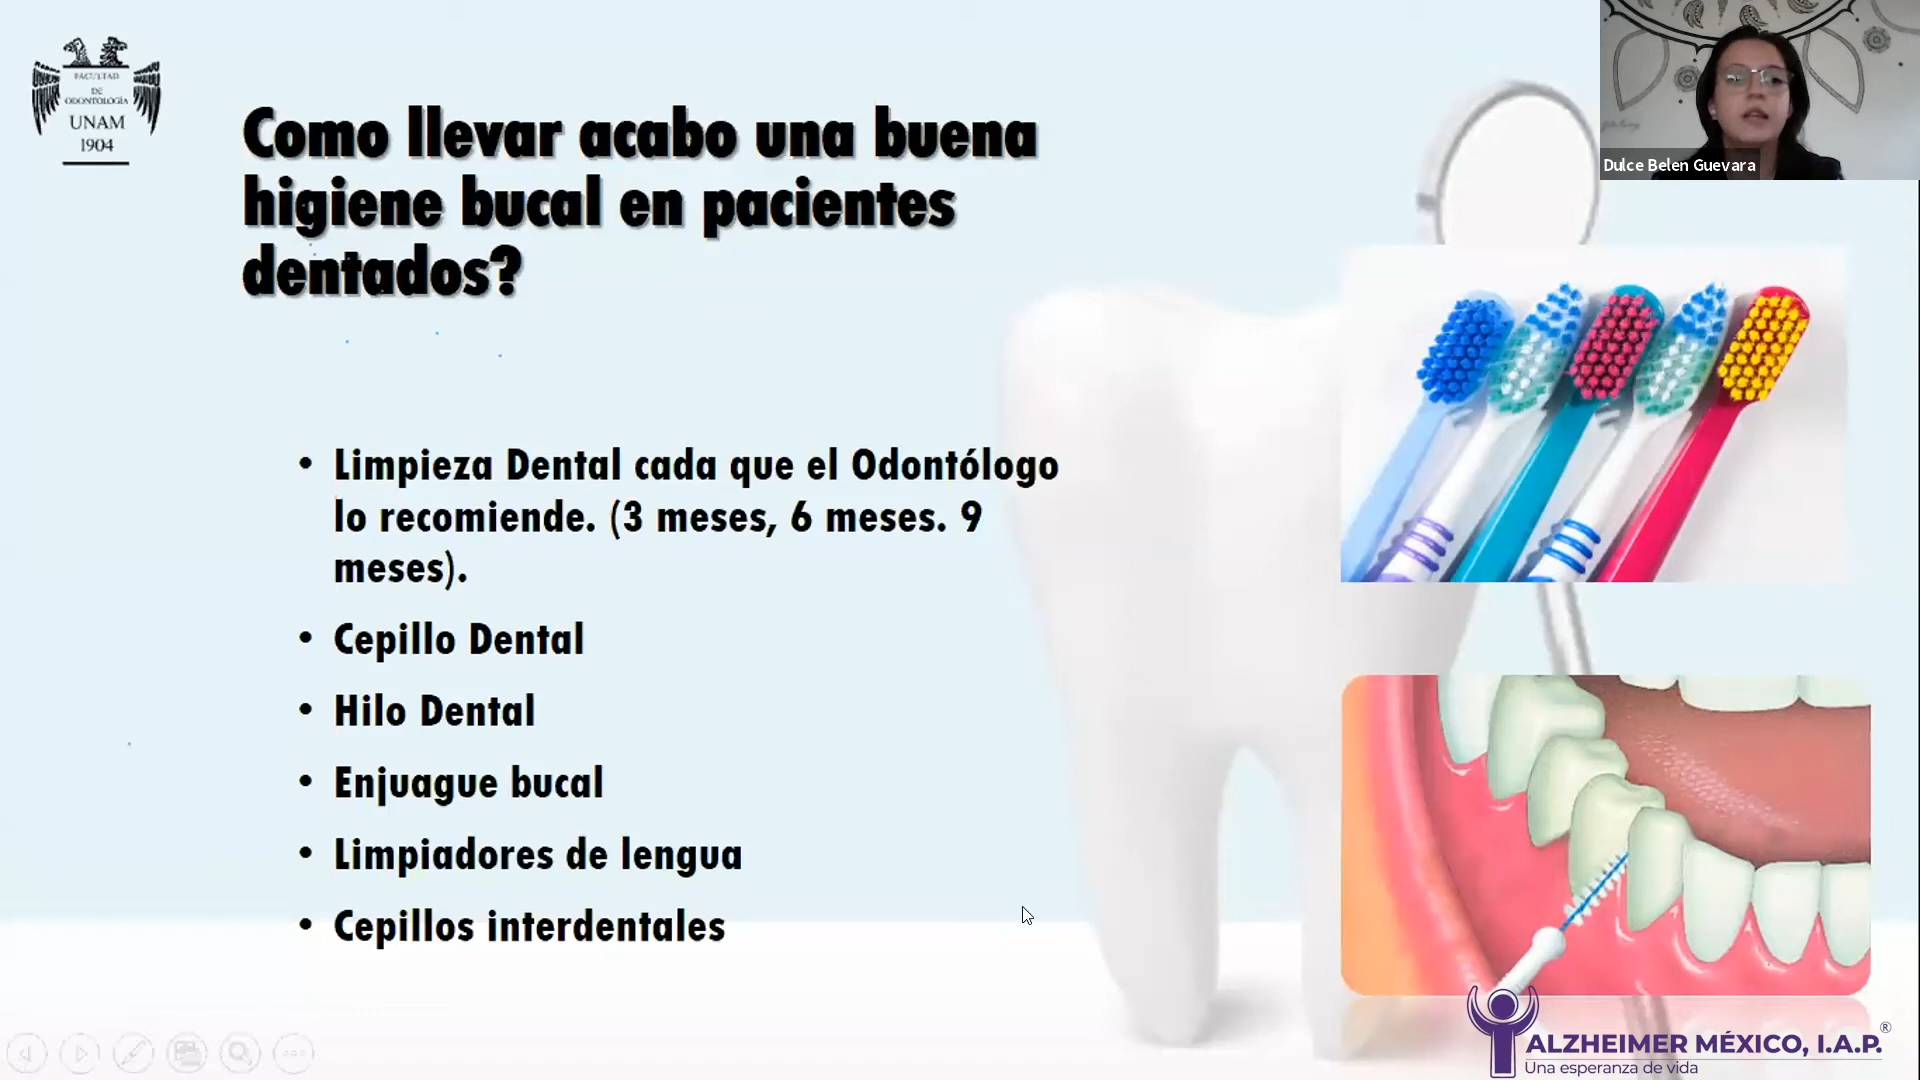 FACULTAD
DE
ODONTOLOGÍA
UNAM
1904
Como llevar acabo una buena
higiene bucal en pacientes
dentados?
Dulce Belen Guevara
• Limpieza Dental cada que el Odontólogo
lo recomiende. (3 meses, 6 meses. 9
meses).
• Cepillo Dental
• Hilo Dental
• Enjuague bucal
• Limpiadores de lengua
• Cepillos interdentales
ALZHEIMER MÉXICO, I.A.P.®
Una esperanza de vida